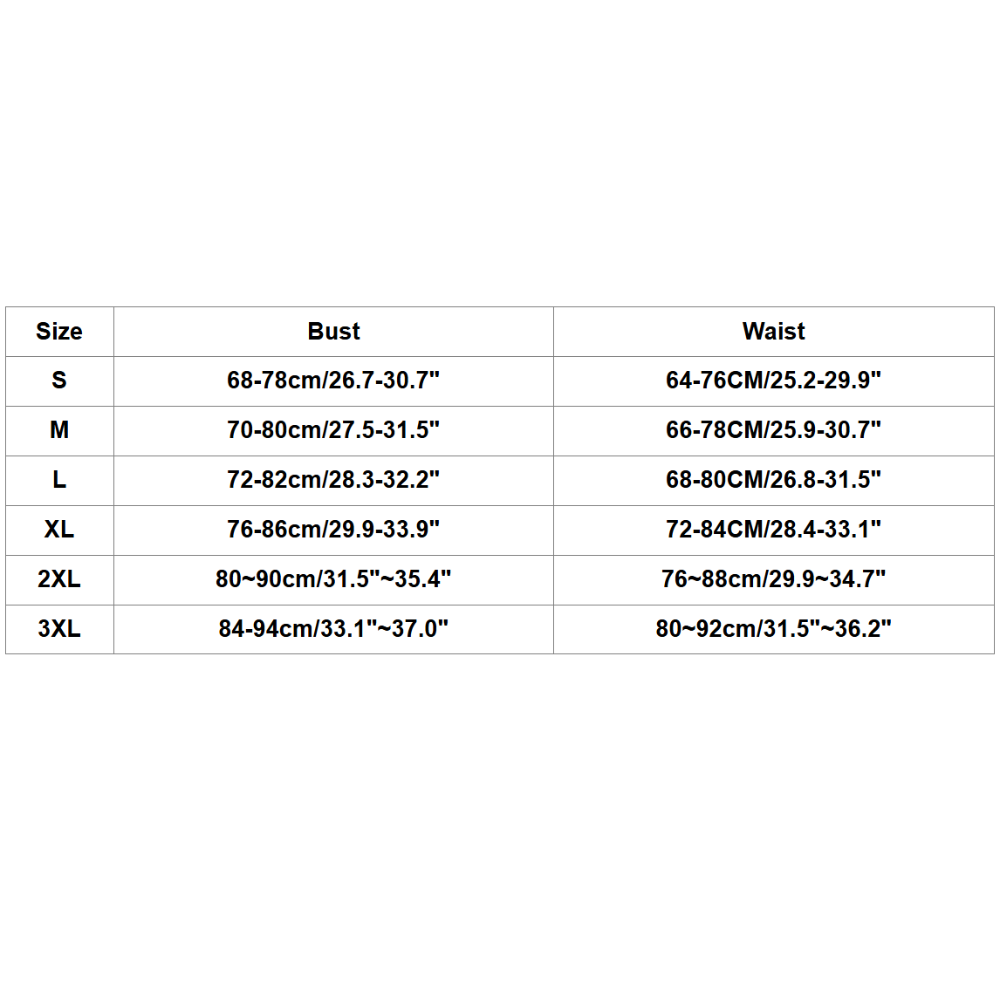 Size Bust Waist
S 68-78cm/26.7-30.7" 64-76CM/25.2-29.9"
M 70-80cm/27.5-31.5" 66-78CM/25.9-30.7"
L 72-82cm/28.3-32.2" 68-80CM/26.8-31.5"
XL 76-86cm/29.9-33.9" 72-84CM/28.4-33.1"
2XL 80~90cm/31.5"~35.4" 76~88cm/29.9~34.7"
3XL 84-94cm/33.1"~37.0" 80~92cm/31.5"~36.2"